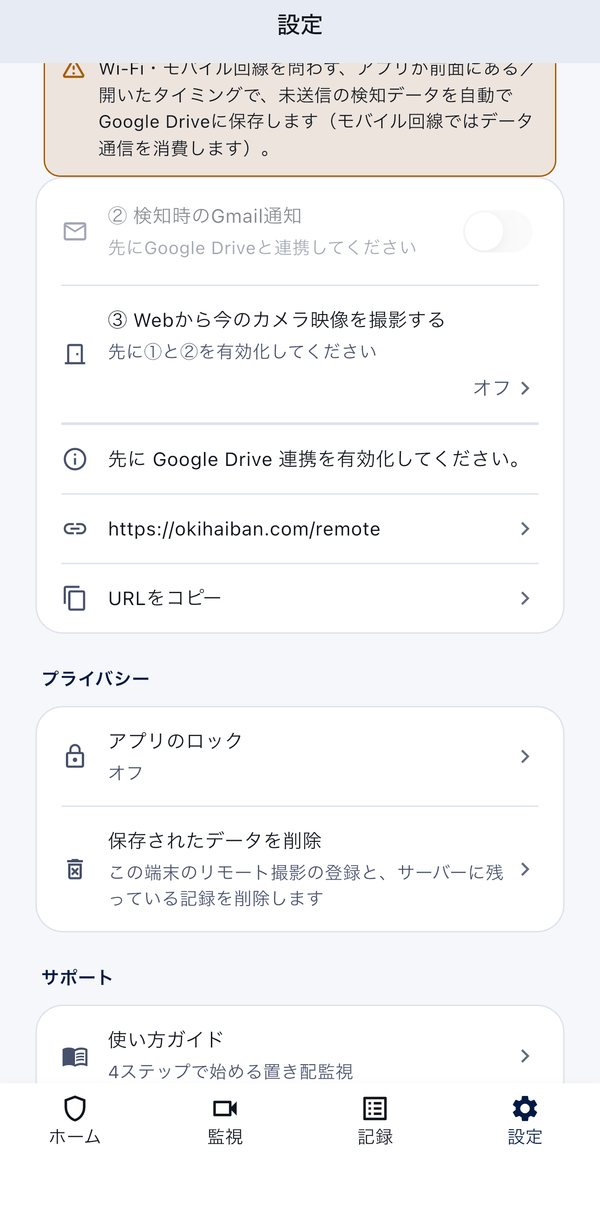 設定
Wi-Fi・モバイル回線を問わず、アプリが前面にある／
開いたタイミングで、未送信の検知データを自動で
Google Driveに保存します（モバイル回線ではデータ
通信を消費します）。
② 検知時のGmail通知
先にGoogle Driveと連携してください
③ Webから今のカメラ映像を撮影する
先に①と②を有効化してください
オフ
先に Google Drive 連携を有効化してください。
https://okihaiban.com/remote
URLをコピー
プライバシー
アプリのロック
オフ
保存されたデータを削除
この端末のリモート撮影の登録と、サーバーに残
っている記録を削除します
サポート
使い方ガイド
4ステップで始める置き配監視
ホーム
監視
記録
設定